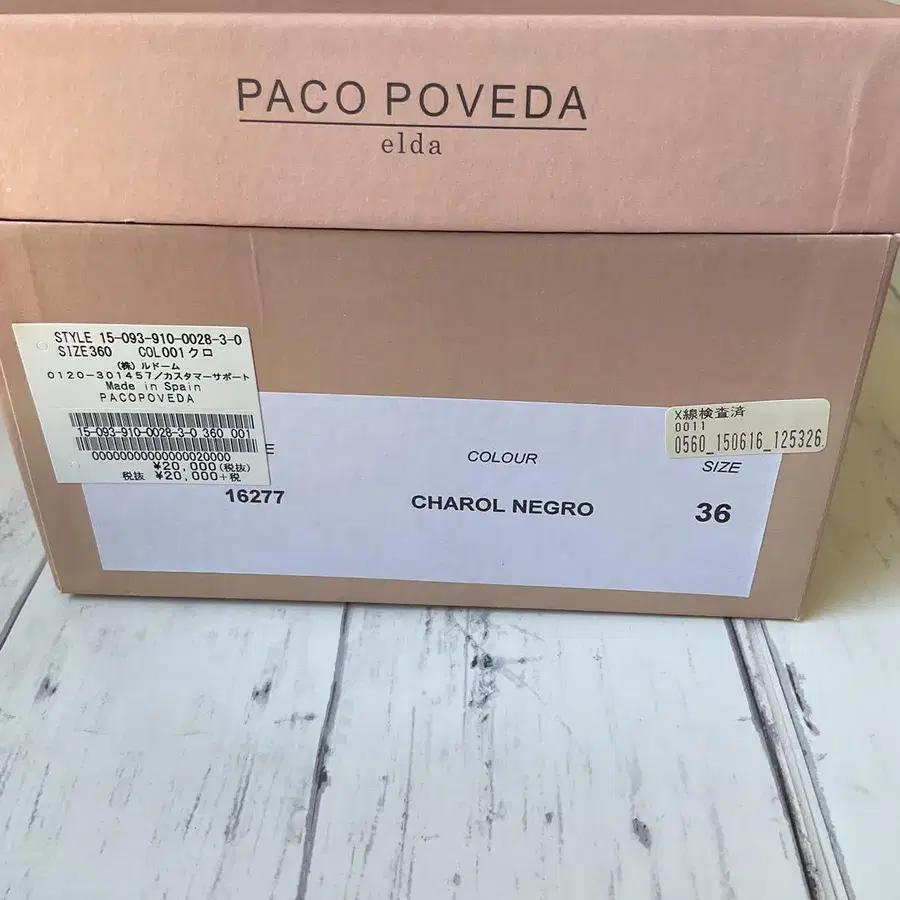 PACO POVEDA
elda
STYLE 15-093-910-0028-3-0
SIZE360 COL001クロ
(株)ルドーム
0120-301457/カスタマーサポート
Made in Spain
PACOPOVEDA
15-093-910-0028-3-0 360 001
¥20,000(税抜)
税抜 ¥20,000+税
X線検査済
0011
0560_150616_125326
COLOUR
SIZE
16277
CHAROL NEGRO
36